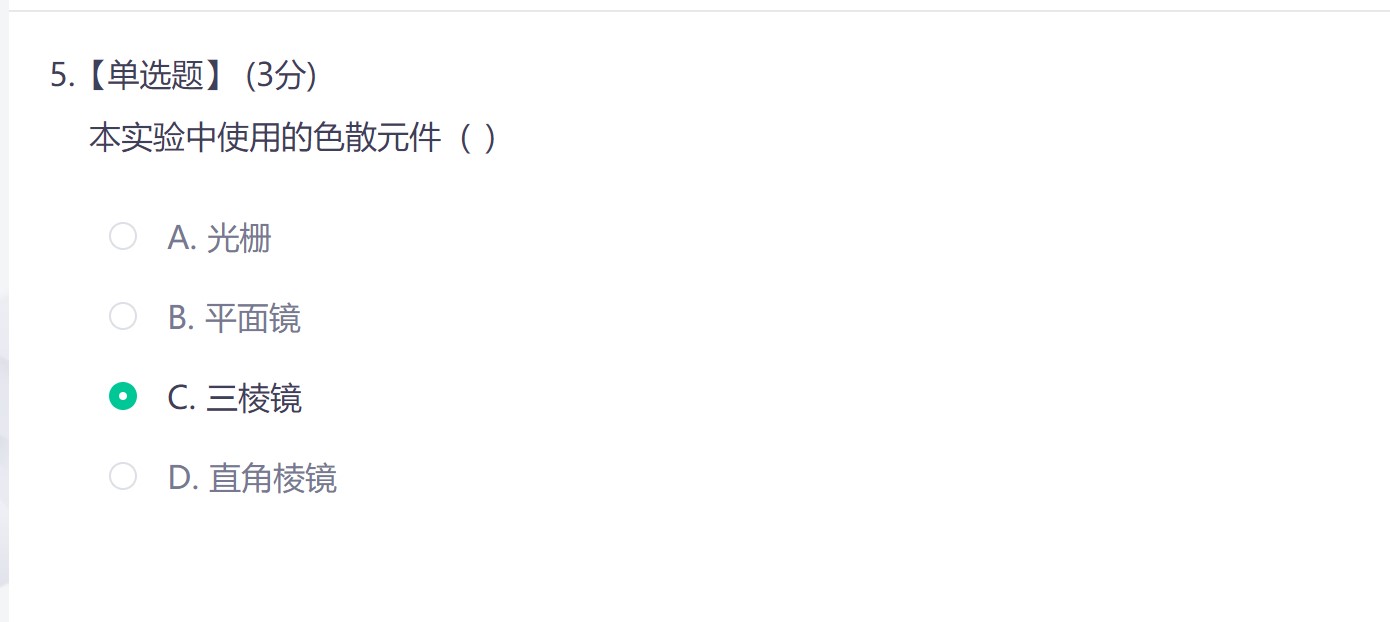 5.【单选题】 (3分)
本实验中使用的色散元件（ ）
A. 光栅
B. 平面镜
C. 三棱镜
D. 直角棱镜